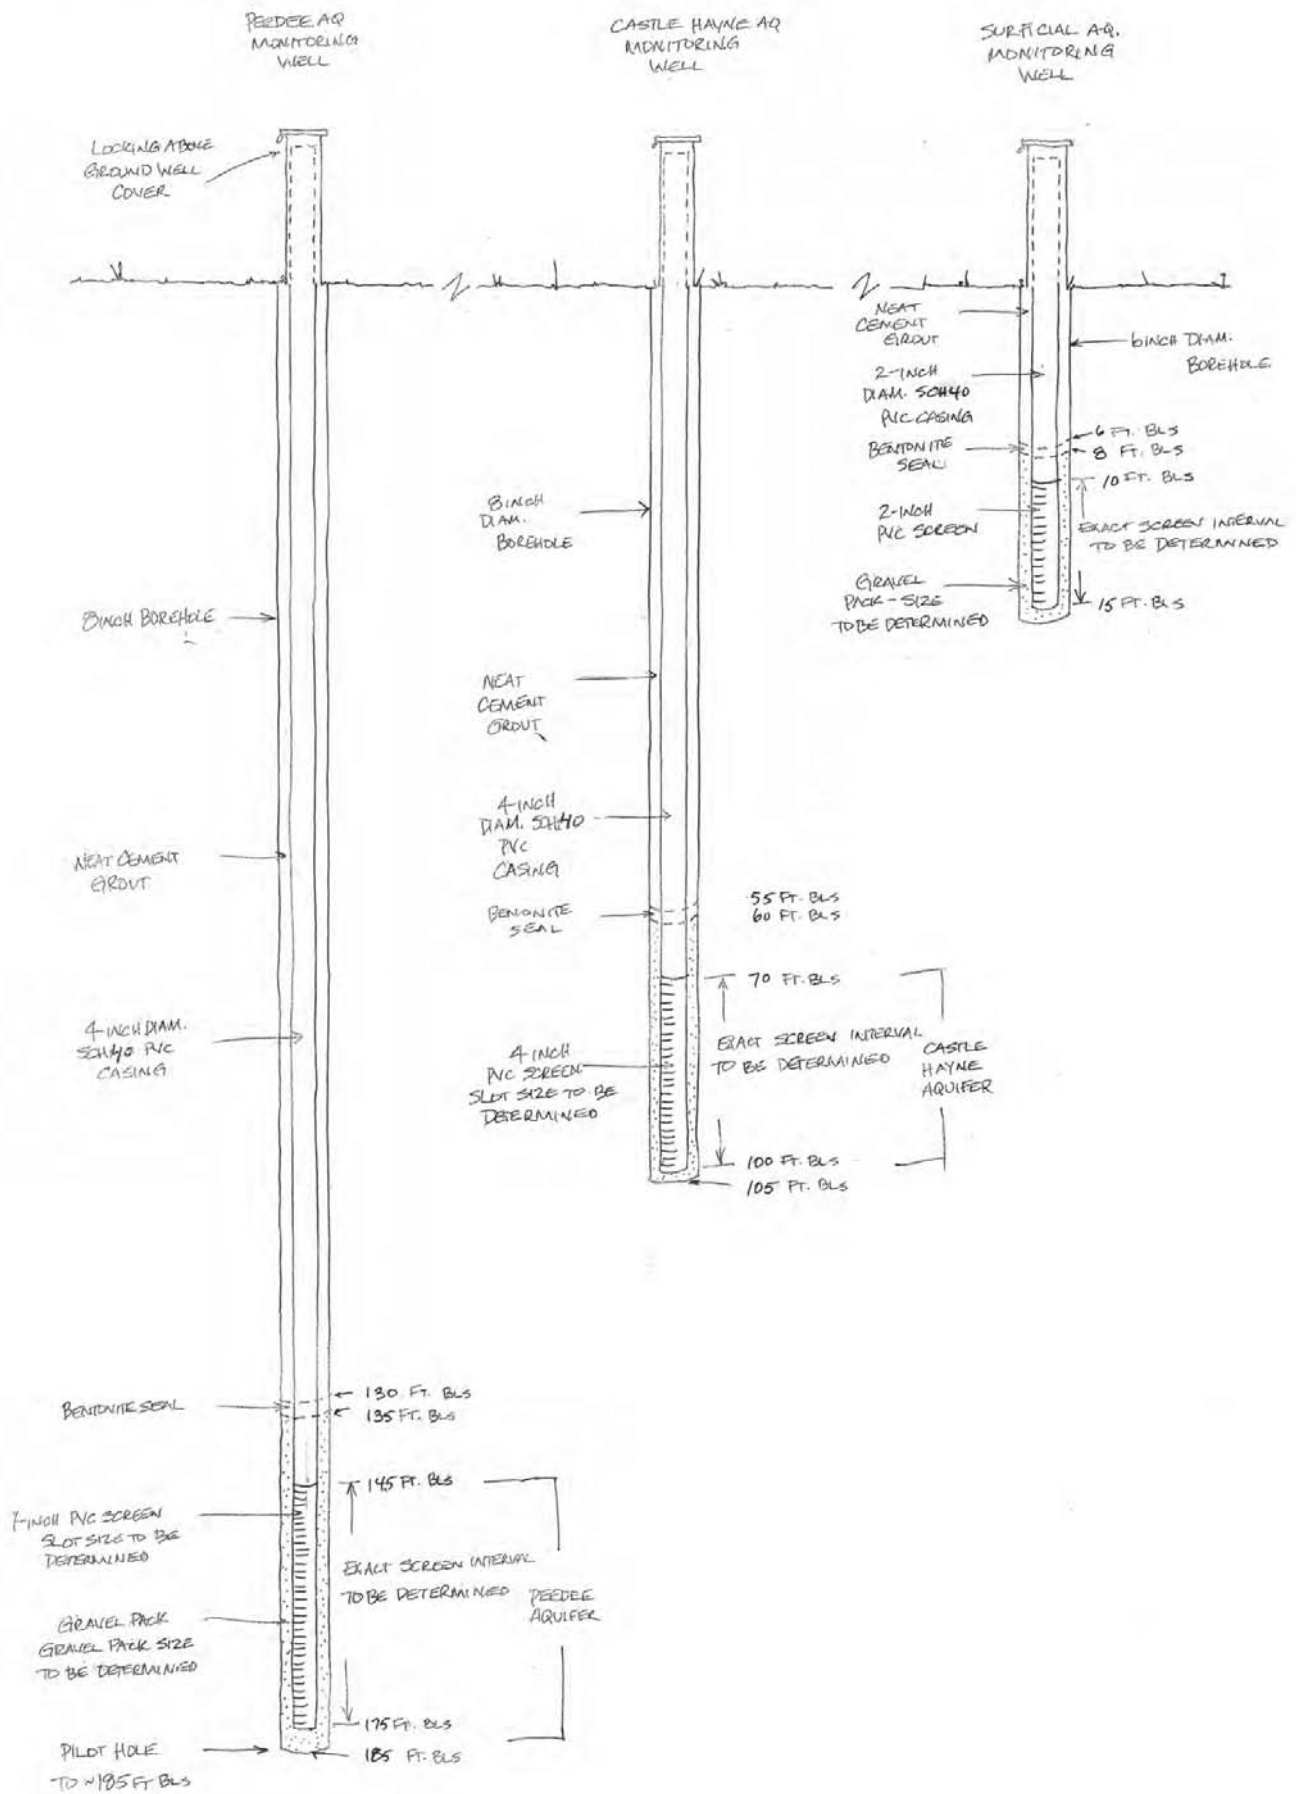 PEEDEE AQ
MONITORING
WELL
LOCKING ABOVE
GROUND WELL
COVER
8INCH BOREHOLE
NEAT CEMENT
GROUT
4-INCH DIAM.
SCH40 PVC
CASING
BENTONITE SEAL
130 FT. BLS
135 FT. BLS
145 FT. BLS
-INCH PVC SCREEN
SLOT SIZE TO BE
DETERMINED
EXACT SCREEN INTERVAL
TO BE DETERMINED
PEEDEE
AQUIFER
GRAVEL PACK
GRAVEL PACK SIZE
TO BE DETERMINED
175 FT. BLS
185 FT. BLS
PILOT HOLE
TO ~185 FT BLS
CASTLE HAYNE AQ
MONITORING
WELL
8INCH
DIAM.
BOREHOLE
NEAT
CEMENT
GROUT
4-INCH
DIAM. SCH40
PVC
CASING
BENONITE
SEAL
55 FT. BLS
60 FT. BLS
70 FT. BLS
EXACT SCREEN INTERVAL
TO BE DETERMINED
CASTLE
HAYNE
AQUIFER
4 INCH
PVC SCREEN
SLOT SIZE TO BE
DETERMINED
100 FT. BLS
105 FT. BLS
SURFICIAL AQ.
MONITORING
WELL
NEAT
CEMENT
GROUT
6INCH DIAM.
BOREHOLE
2-INCH
DIAM. SCH40
PVC CASING
BENTONITE
SEAL
6 FT. BLS
8 FT. BLS
10 FT. BLS
2-INCH
PVC SCREEN
EXACT SCREEN INTERVAL
TO BE DETERMINED
GRAVEL
PACK-SIZE
TO BE DETERMINED
15 FT. BLS